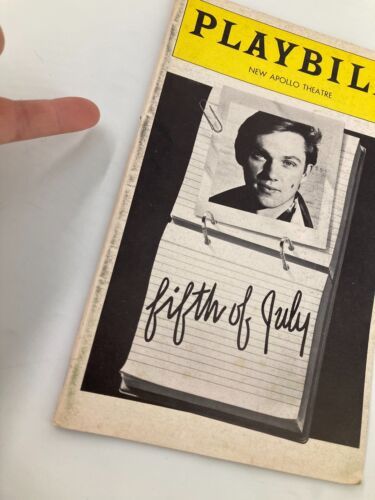 PLAYBILL
NEW APOLLO THEATRE
fifth of July